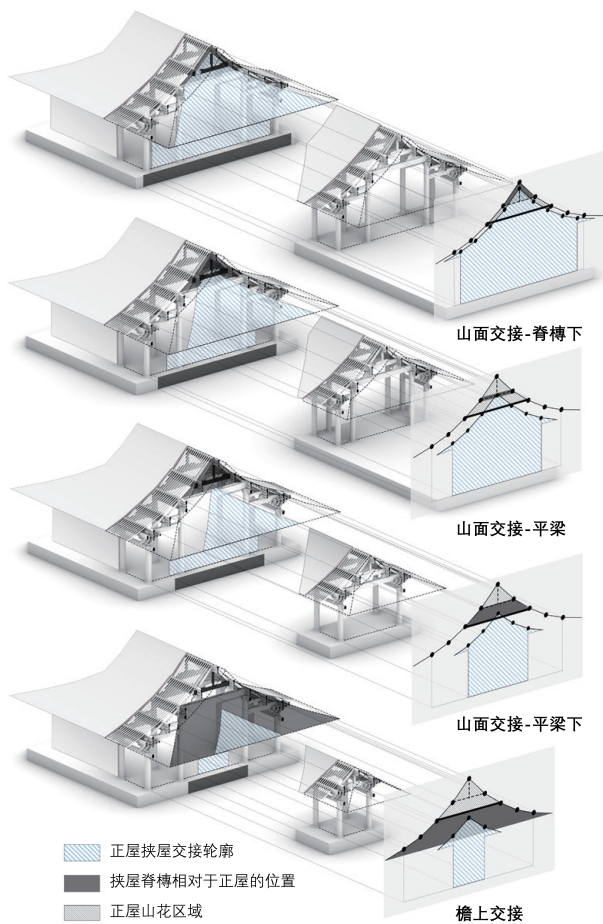 山面交接-脊槫下
山面交接-平梁
山面交接-平梁下
檐上交接
正屋挟屋交接轮廓
挟屋脊槫相对于正屋的位置
正屋山花区域